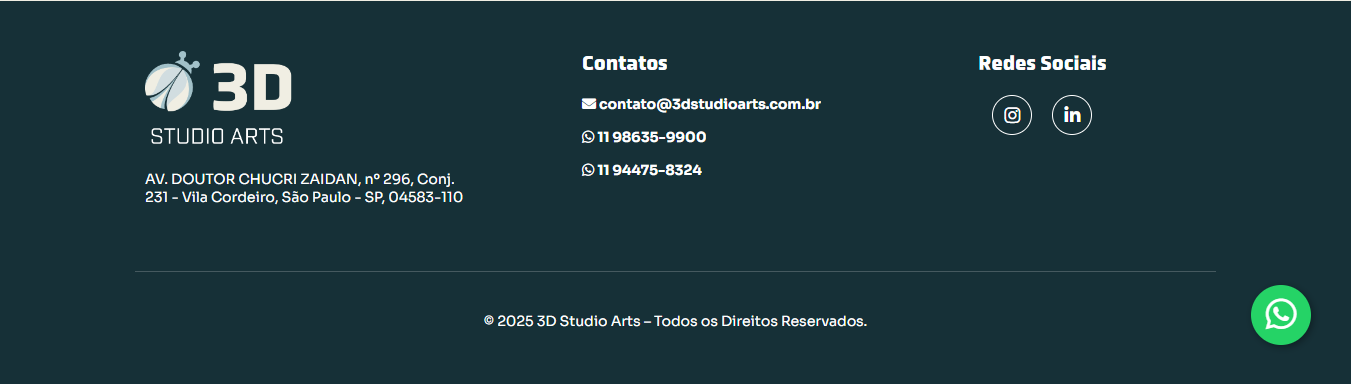 3D
STUDIO ARTS
AV. DOUTOR CHUCRI ZAIDAN, nº 296, Conj.
231 - Vila Cordeiro, São Paulo - SP, 04583-110
Contatos
contato@3dstudioarts.com.br
11 98635-9900
11 94475-8324
Redes Sociais
in
© 2025 3D Studio Arts – Todos os Direitos Reservados.